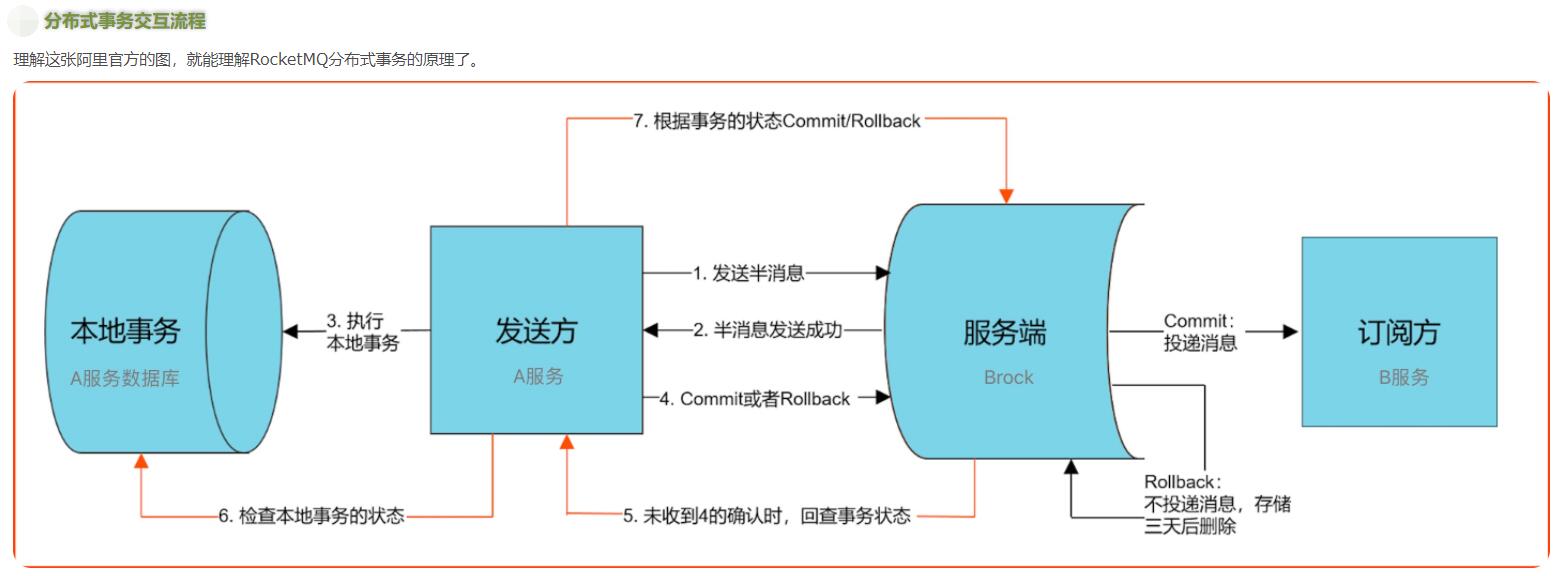 分布式事务交互流程
理解这张阿里官方的图，就能理解RocketMQ分布式事务的原理了。
7. 根据事务的状态Commit/Rollback
1. 发送半消息
本地事务
A服务数据库
3. 执行
本地事务
发送方
A服务
2. 半消息发送成功
服务端
Brock
Commit：
投递消息
订阅方
B服务
4. Commit或者Rollback
Rollback：
不投递消息，存储
三天后删除
6. 检查本地事务的状态
5. 未收到4的确认时，回查事务状态